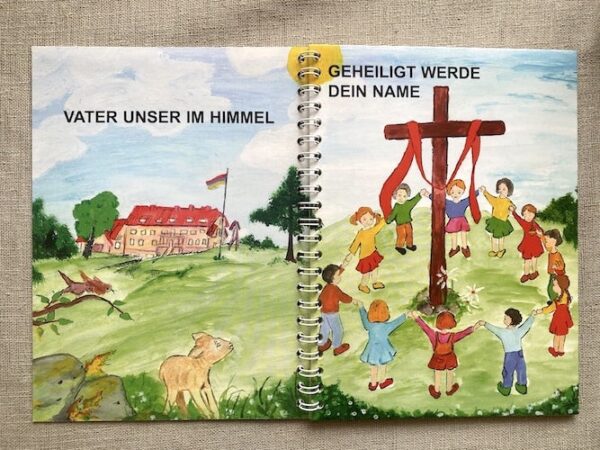 VATER UNSER IM HIMMEL
GEHEILIGT WERDE
DEIN NAME